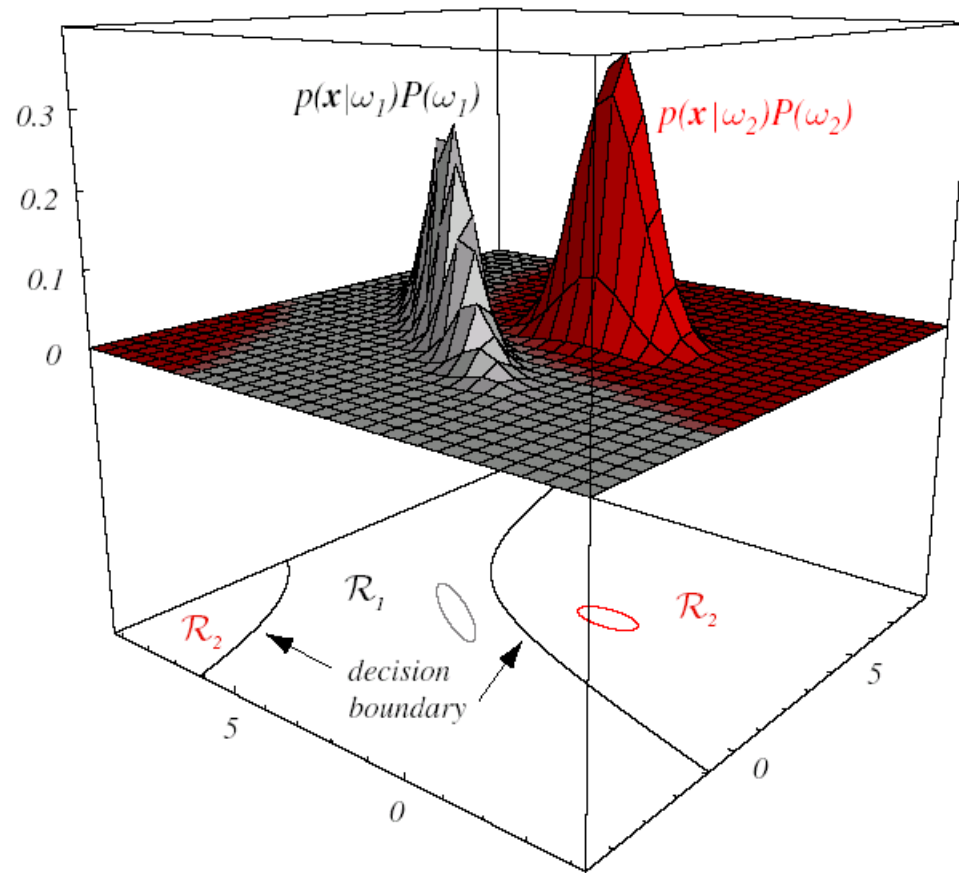 0.3
0.2
0.1
0
p(x|ω₁)P(ω₁)
p(x|ω₂)P(ω₂)
R₂
R₁
R₂
decision
boundary
5
0
0
5